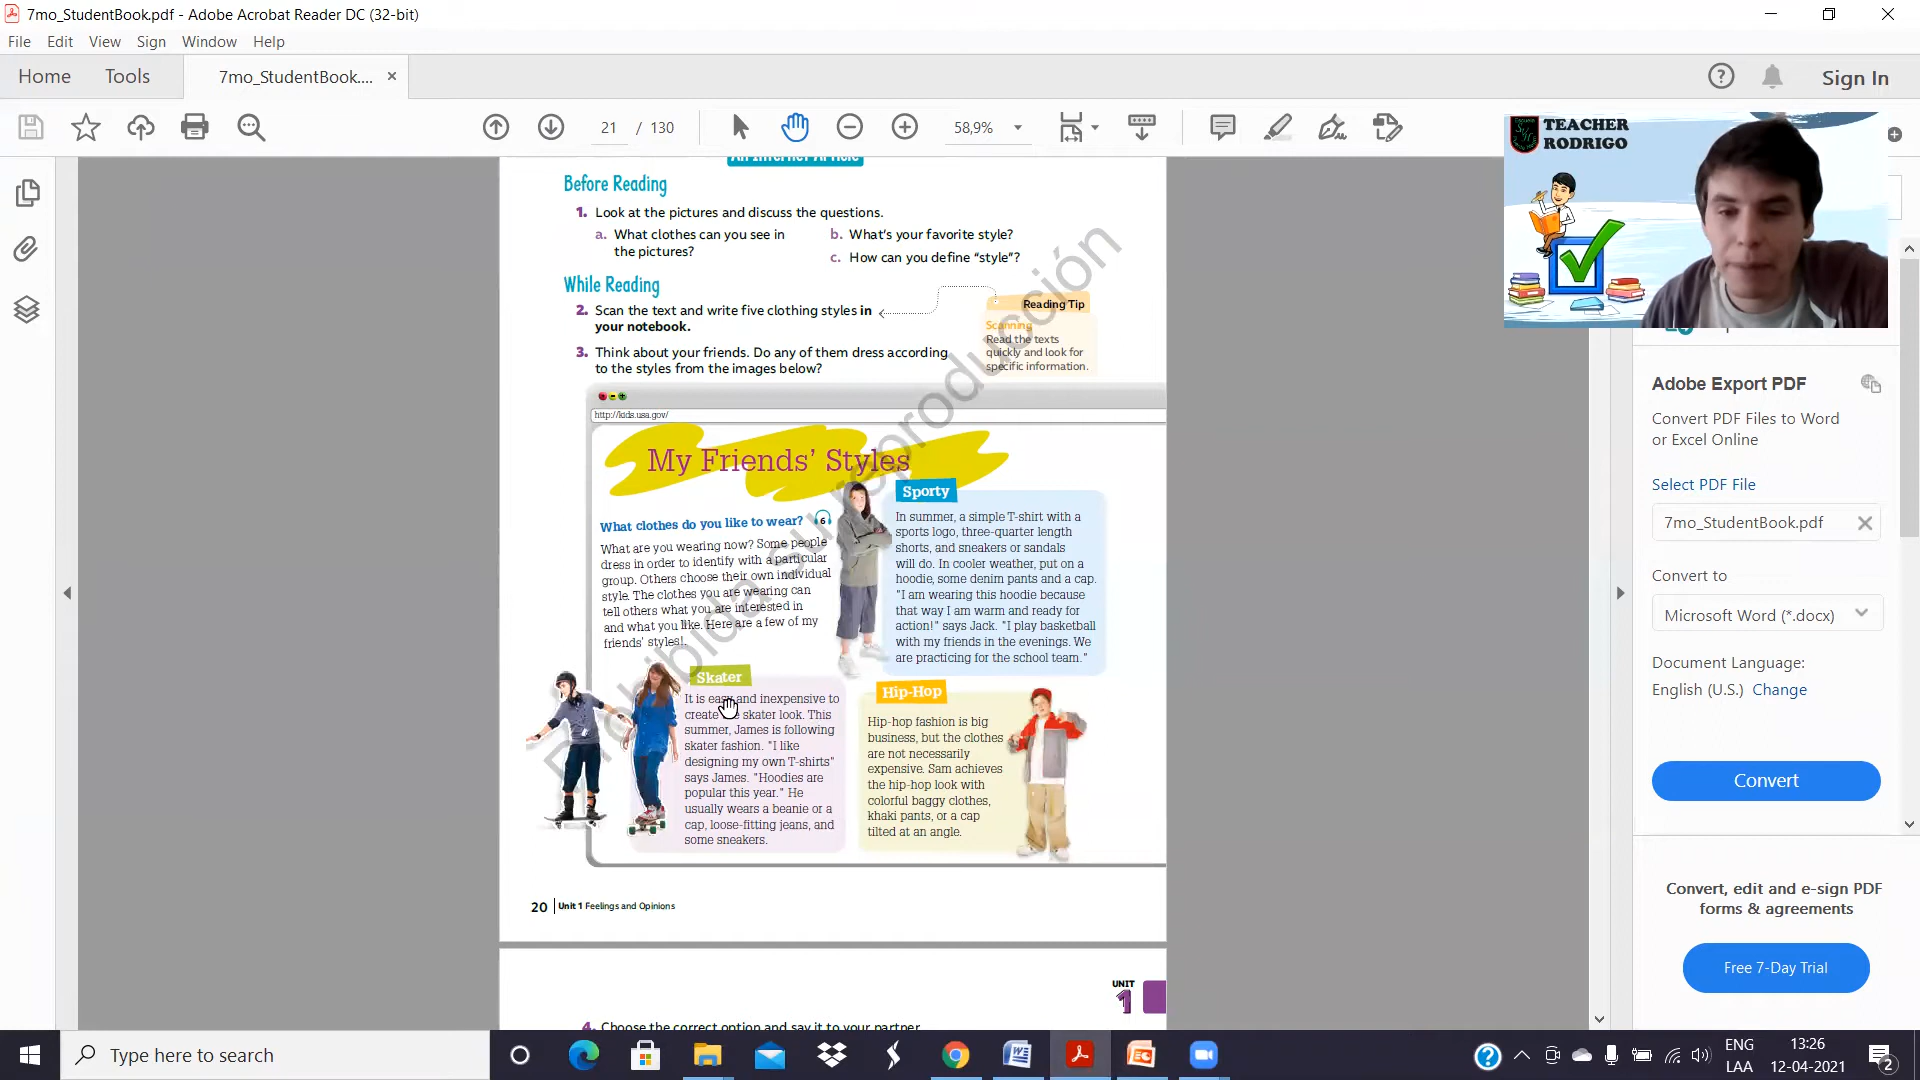 7mo_StudentBook.pdf - Adobe Acrobat Reader DC (32-bit)
File Edit View Sign Window Help
Home Tools 7mo_StudentBook....
Sign In
21 / 130
58,9%
TEACHER
RODRIGO
An Internet Article
Before Reading
1. Look at the pictures and discuss the questions.
a. What clothes can you see in
the pictures?
b. What's your favorite style?
c. How can you define “style”?
While Reading
2. Scan the text and write five clothing styles in
your notebook.
3. Think about your friends. Do any of them dress according
to the styles from the images below?
Reading Tip
Scanning
Read the texts
quickly and look for
specific information.
http://kids.usa.gov/
My Friends' Styles
What clothes do you like to wear? 6
What are you wearing now? Some people
dress in order to identify with a particular
group. Others choose their own individual
style. The clothes you are wearing can
tell others what you are interested in
and what you like. Here are a few of my
friends' styles!.
Sporty
In summer, a simple T-shirt with a
sports logo, three-quarter length
shorts, and sneakers or sandals
will do. In cooler weather, put on a
hoodie, some denim pants and a cap.
"I am wearing this hoodie because
that way I am warm and ready for
action!" says Jack. "I play basketball
with my friends in the evenings. We
are practicing for the school team."
Skater
It is easy and inexpensive to
create skater look. This
summer, James is following
skater fashion. "I like
designing my own T-shirts"
says James. "Hoodies are
popular this year." He
usually wears a beanie or a
cap, loose-fitting jeans, and
some sneakers.
Hip-Hop
Hip-hop fashion is big
business, but the clothes
are not necessarily
expensive. Sam achieves
the hip-hop look with
colorful baggy clothes,
khaki pants, or a cap
tilted at an angle.
Prohibida su reproducción
20 Unit 1 Feelings and Opinions
UNIT
1
4. Choose the correct option and say it to your partner.
Adobe Export PDF
Convert PDF Files to Word
or Excel Online
Select PDF File
7mo_StudentBook.pdf
Convert to
Microsoft Word (*.docx)
Document Language:
English (U.S.) Change
Convert
Convert, edit and e-sign PDF
forms & agreements
Free 7-Day Trial
Type here to search
ENG
LAA
13:26
12-04-2021
2